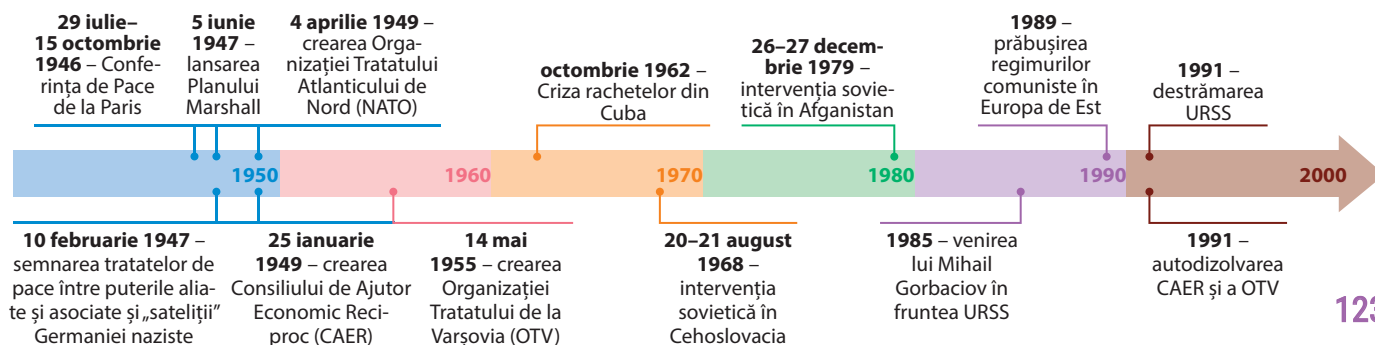 29 iulie–
15 octombrie
1946 – Confe-
rința de Pace
de la Paris
5 iunie
1947 –
lansarea
Planului
Marshall
4 aprilie 1949 –
crearea Orga-
nizației Tratatului
Atlanticului de
Nord (NATO)
octombrie 1962 –
Criza rachetelor din
Cuba
26–27 decem-
brie 1979 –
intervenția sovie-
tică în Afganistan
1989 –
prăbușirea
regimurilor
comuniste în
Europa de Est
1991 –
destrămarea
URSS
1950
1960
1970
1980
1990
2000
10 februarie 1947 –
semnarea tratatelor de
pace între puterile alia-
te și asociate și „sateliții”
Germaniei naziste
25 ianuarie
1949 – crearea
Consiliului de Ajutor
Economic Reci-
proc (CAER)
14 mai
1955 – crearea
Organizației
Tratatului de la
Varșovia (OTV)
20–21 august
1968 –
intervenția
sovietică în
Cehoslovacia
1985 – venirea
lui Mihail
Gorbaciov în
fruntea URSS
1991 –
autodizolvarea
CAER și a OTV
123